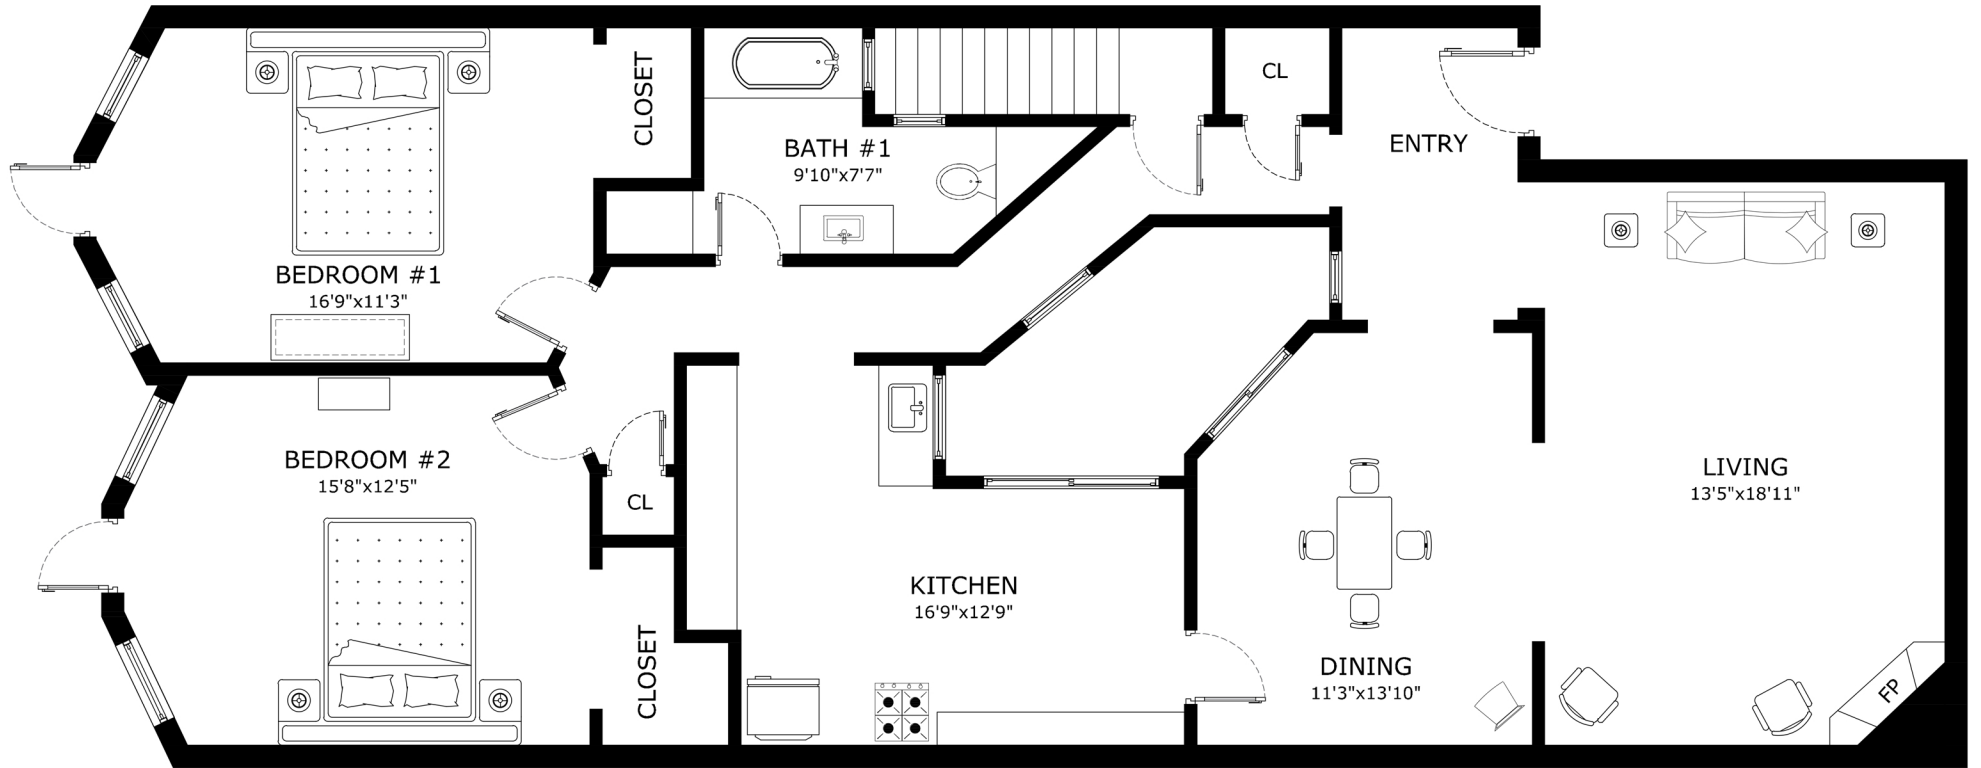 CLOSET
CL
BATH #1
9'10"x7'7"
ENTRY
BEDROOM #1
16'9"x11'3"
BEDROOM #2
15'8"x12'5"
CL
LIVING
13'5"x18'11"
KITCHEN
16'9"x12'9"
CLOSET
DINING
11'3"x13'10"
FP